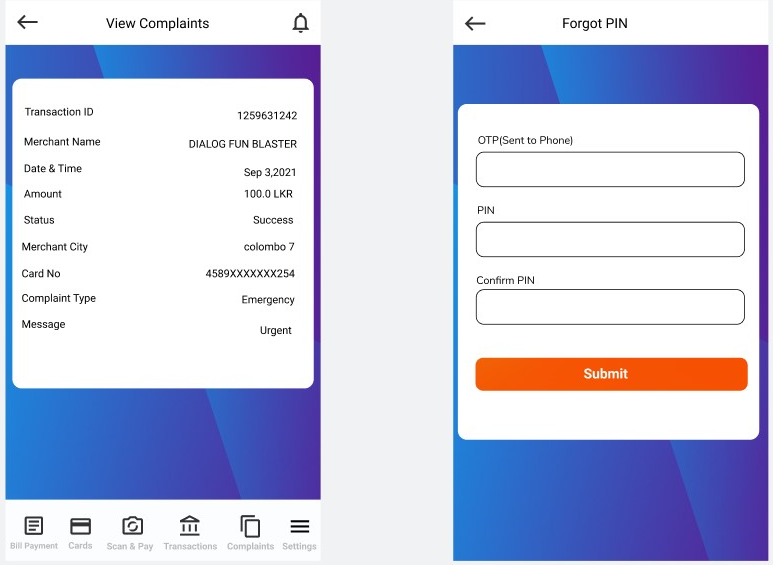 View Complaints
Transaction ID 1259631242
Merchant Name DIALOG FUN BLASTER
Date & Time Sep 3,2021
Amount 100.0 LKR
Status Success
Merchant City colombo 7
Card No 4589XXXXXXX254
Complaint Type Emergency
Message Urgent
Bill Payment Cards Scan & Pay Transactions Complaints Settings
Forgot PIN
OTP(Sent to Phone)
PIN
Confirm PIN
Submit